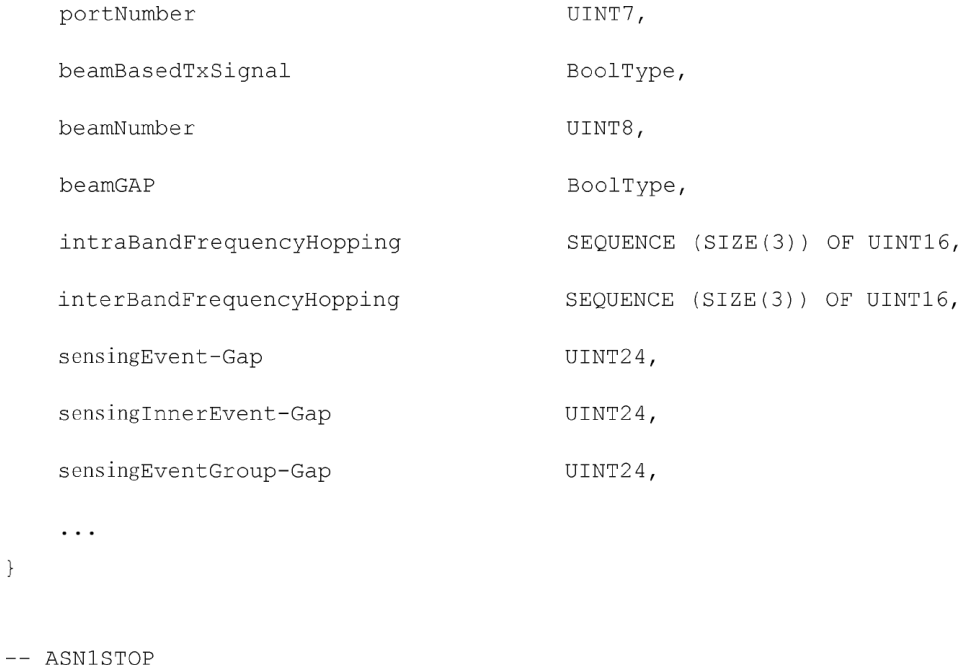 portNumber UINT7,
beamBasedTxSignal BoolType,
beamNumber UINT8,
beamGAP BoolType,
intraBandFrequencyHopping SEQUENCE (SIZE(3)) OF UINT16,
interBandFrequencyHopping SEQUENCE (SIZE(3)) OF UINT16,
sensingEvent-Gap UINT24,
sensingInnerEvent-Gap UINT24,
sensingEventGroup-Gap UINT24,
...
}
-- ASN1STOP